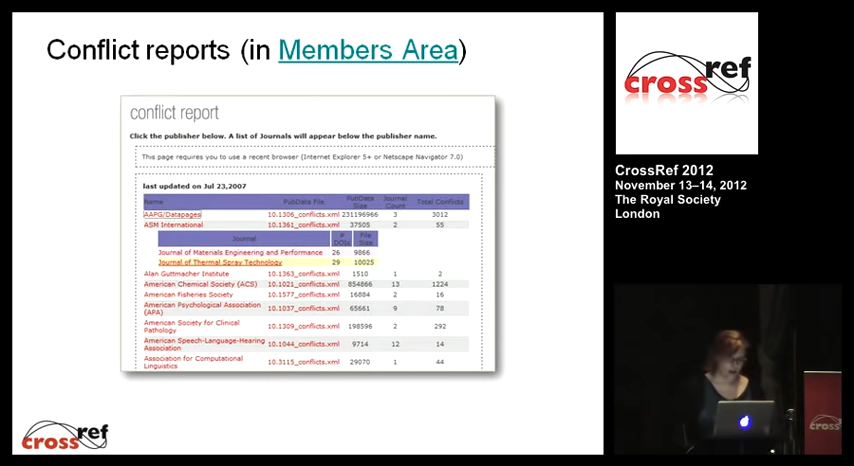 Conflict reports (in Members Area)
conflict report
Click the publisher below. A list of Journals will appear below the publisher name.
This page requires you to use a recent browser (Internet Explorer 5+ or Netscape Navigator 7.0)
last updated on Jul 23,2007
Name PubData File PubData Size Journal Count Total Conflicts
AAPG/Datapages 10.1306_conflicts.xml 231196966 3 3012
ASM International 10.1361_conflicts.xml 37505 2 55
Journal # DOIs File Size
Journal of Materials Engineering and Performance 26 9866
Journal of Thermal Spray Technology 29 10025
Alan Guttmacher Institute 10.1363_conflicts.xml 1510 1 2
American Chemical Society (ACS) 10.1021_conflicts.xml 854866 13 1224
American Fisheries Society 10.1577_conflicts.xml 16884 2 16
American Psychological Association (APA) 10.1037_conflicts.xml 65661 9 78
American Society for Clinical Pathology 10.1309_conflicts.xml 198596 2 292
American Speech-Language-Hearing Association 10.1044_conflicts.xml 9714 12 14
Association for Computational Linguistics 10.3115_conflicts.xml 29070 1 44
crossref
crossref
CrossRef 2012
November 13–14, 2012
The Royal Society
London
crossref